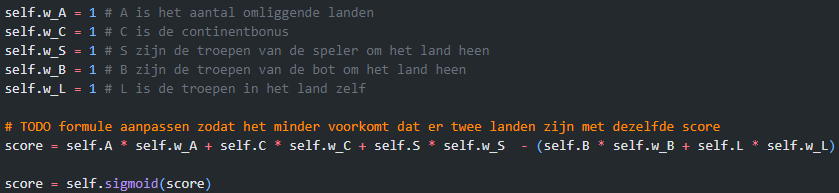 self.w_A = 1 # A is het aantal omliggende landen
self.w_C = 1 # C is de continentbonus
self.w_S = 1 # S zijn de troepen van de speler om het land heen
self.w_B = 1 # B zijn de troepen van de bot om het land heen
self.w_L = 1 # L is de troepen in het land zelf
# TODO formule aanpassen zodat het minder voorkomt dat er twee landen zijn met dezelfde score
score = self.A * self.w_A + self.C * self.w_C + self.S * self.w_S  - (self.B * self.w_B + self.L * self.w_L)
score = self.sigmoid(score)